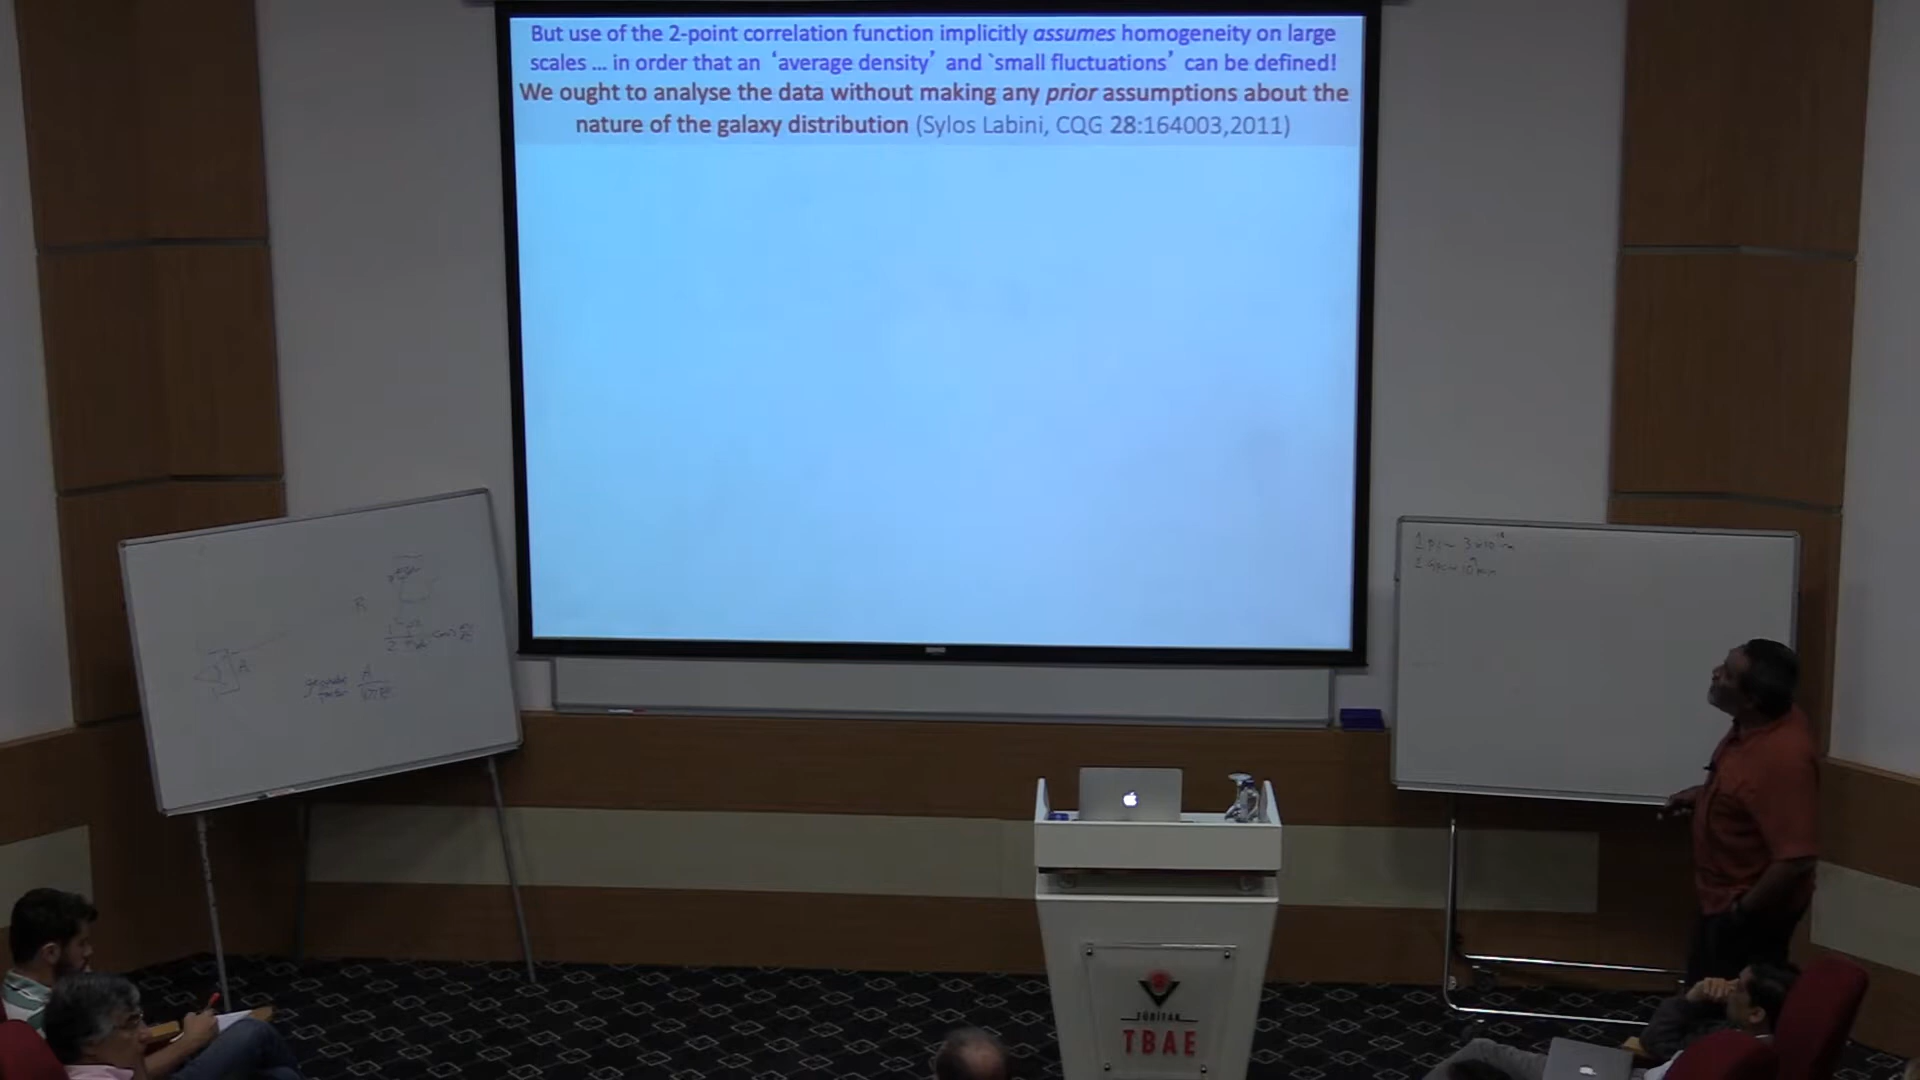 But use of the 2-point correlation function implicitly assumes homogeneity on large
scales ... in order that an ‘average density’ and `small fluctuations’ can be defined!
We ought to analyse the data without making any prior assumptions about the
nature of the galaxy distribution (Sylos Labini, CQG 28:164003,2011)
R
A
A
TÜBİTAK
TBAE